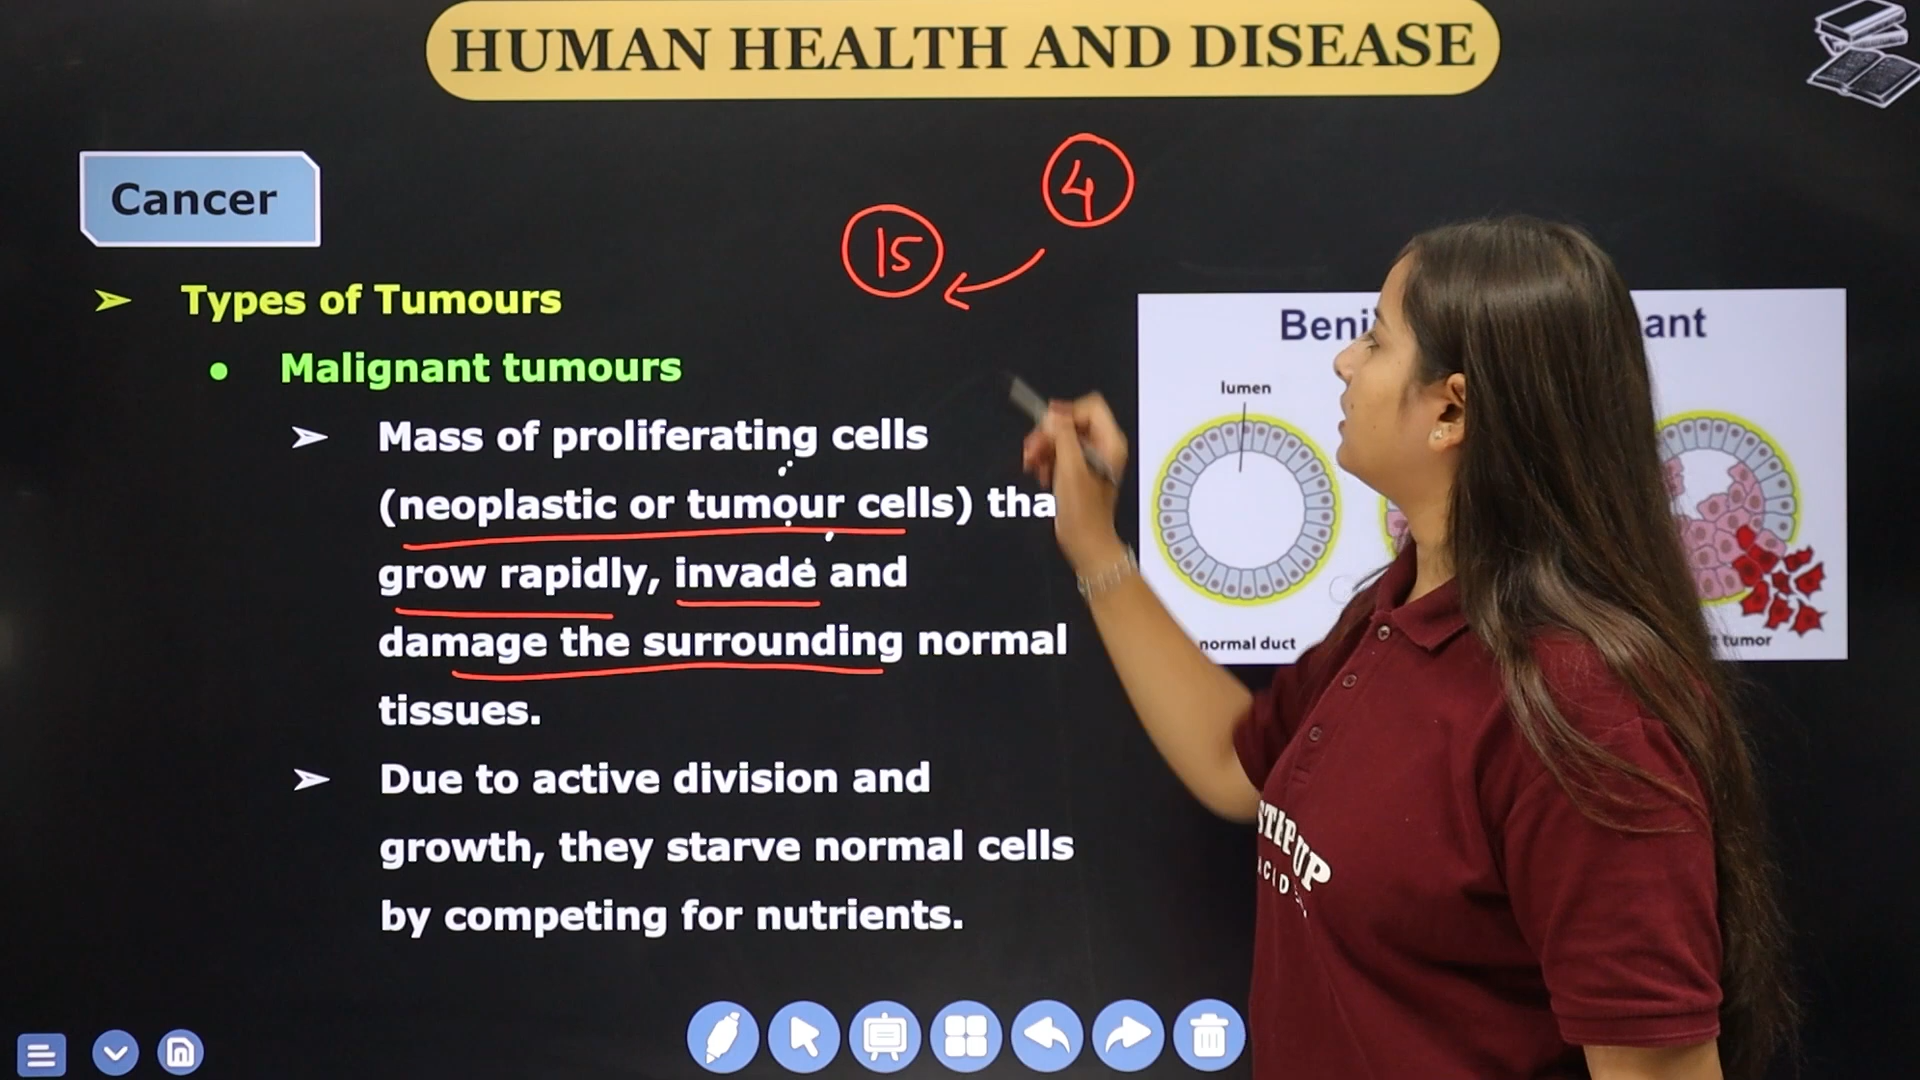 HUMAN HEALTH AND DISEASE
4
15
Cancer
➢ Types of Tumours
• Malignant tumours
➢ Mass of proliferating cells
(neoplastic or tumour cells) tha
grow rapidly, invade and
damage the surrounding normal
tissues.
➢ Due to active division and
growth, they starve normal cells
by competing for nutrients.
lumen
normal duct
tumor
STEP UP